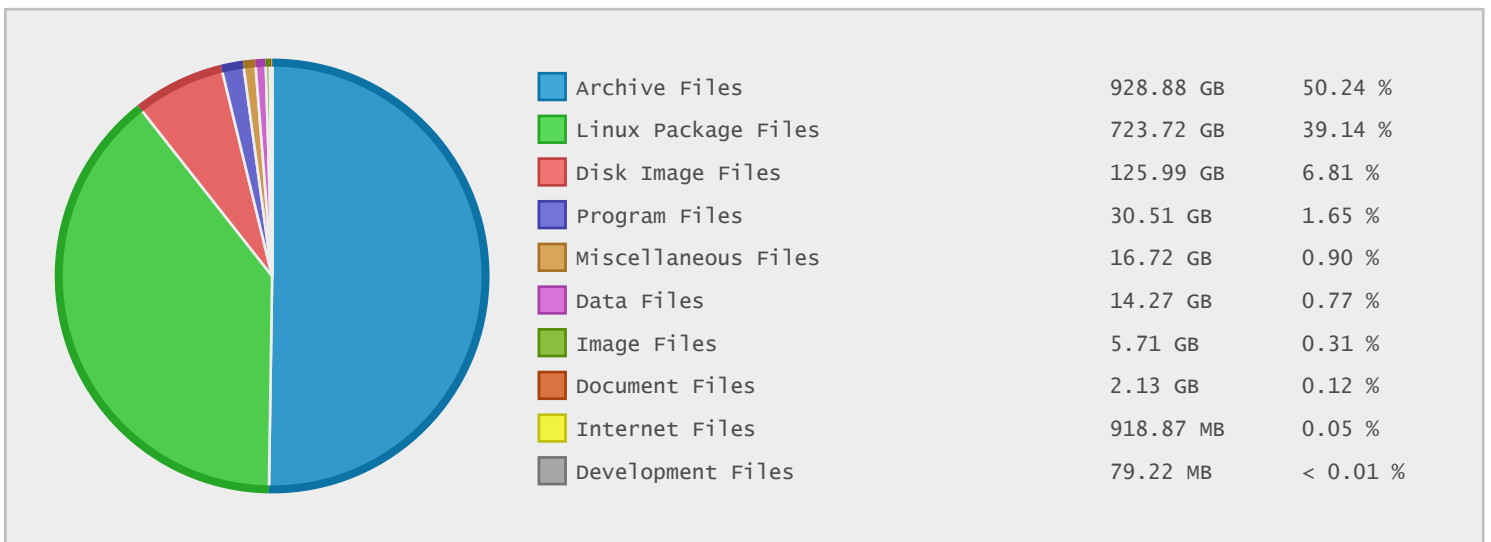 Archive Files 928.88 GB 50.24 %
Linux Package Files 723.72 GB 39.14 %
Disk Image Files 125.99 GB 6.81 %
Program Files 30.51 GB 1.65 %
Miscellaneous Files 16.72 GB 0.90 %
Data Files 14.27 GB 0.77 %
Image Files 5.71 GB 0.31 %
Document Files 2.13 GB 0.12 %
Internet Files 918.87 MB 0.05 %
Development Files 79.22 MB < 0.01 %